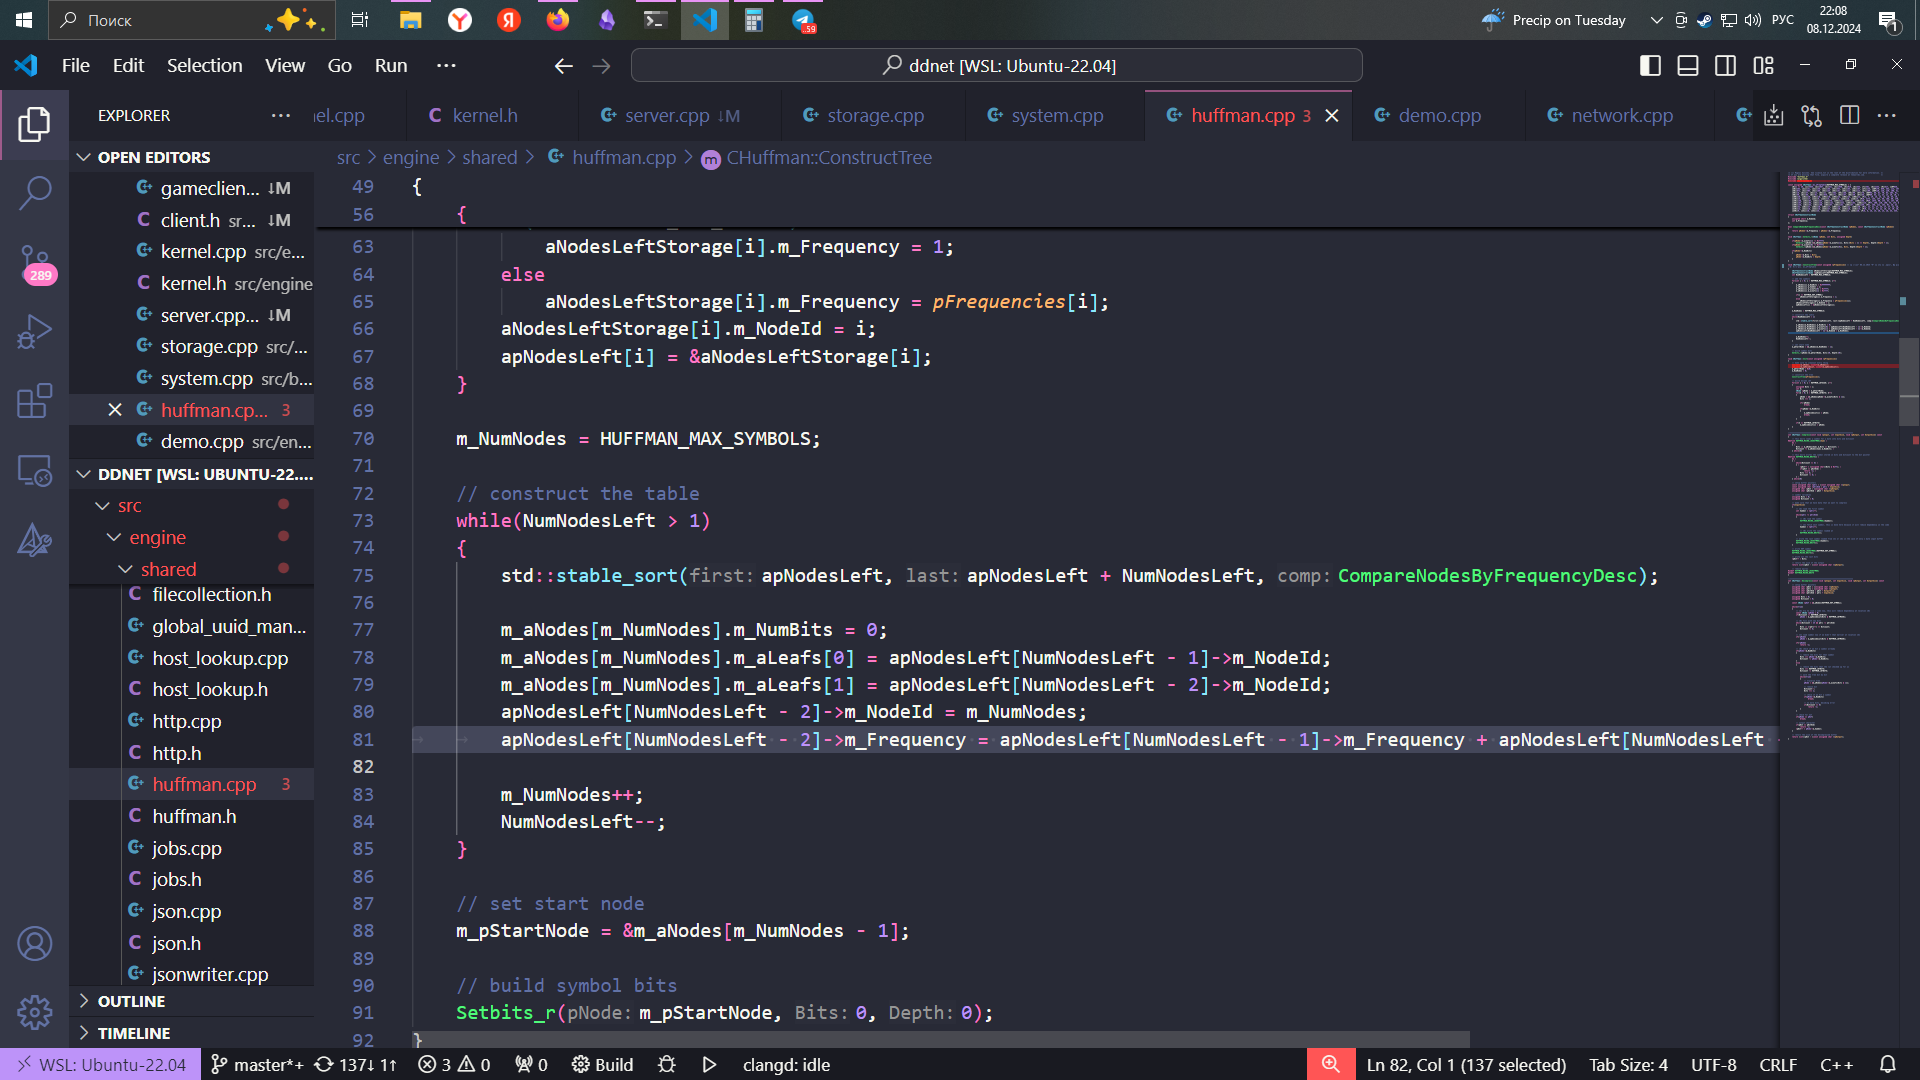 Поиск
59
Precip on Tuesday
РУС
22:08
08.12.2024
1
File Edit Selection View Go Run ···
ddnet [WSL: Ubuntu-22.04]
EXPLORER
···
nel.cpp
kernel.h
server.cpp ↓M
storage.cpp
system.cpp
huffman.cpp 3
demo.cpp
network.cpp
···
OPEN EDITORS
gameclien... ↓M
client.h sr... ↓M
kernel.cpp src/e...
kernel.h src/engine
server.cpp... ↓M
storage.cpp src/...
system.cpp src/b...
huffman.cp... 3
demo.cpp src/en...
DDNET [WSL: UBUNTU-22....
src
engine
shared
filecollection.h
global_uuid_man...
host_lookup.cpp
host_lookup.h
http.cpp
http.h
huffman.cpp 3
huffman.h
jobs.cpp
jobs.h
json.cpp
json.h
jsonwriter.cpp
OUTLINE
TIMELINE
289
src > engine > shared > huffman.cpp > CHuffman::ConstructTree
49 {
56 {
63 aNodesLeftStorage[i].m_Frequency = 1;
64 else
65 aNodesLeftStorage[i].m_Frequency = pFrequencies[i];
66 aNodesLeftStorage[i].m_NodeId = i;
67 apNodesLeft[i] = &aNodesLeftStorage[i];
68 }
69
70 m_NumNodes = HUFFMAN_MAX_SYMBOLS;
71
72 // construct the table
73 while(NumNodesLeft > 1)
74 {
75 std::stable_sort(first: apNodesLeft, last: apNodesLeft + NumNodesLeft, comp: CompareNodesByFrequencyDesc);
76
77 m_aNodes[m_NumNodes].m_NumBits = 0;
78 m_aNodes[m_NumNodes].m_aLeafs[0] = apNodesLeft[NumNodesLeft - 1]->m_NodeId;
79 m_aNodes[m_NumNodes].m_aLeafs[1] = apNodesLeft[NumNodesLeft - 2]->m_NodeId;
80 apNodesLeft[NumNodesLeft - 2]->m_NodeId = m_NumNodes;
81 apNodesLeft[NumNodesLeft - 2]->m_Frequency = apNodesLeft[NumNodesLeft - 1]->m_Frequency + apNodesLeft[NumNodesLeft
82
83 m_NumNodes++;
84 NumNodesLeft--;
85 }
86
87 // set start node
88 m_pStartNode = &m_aNodes[m_NumNodes - 1];
89
90 // build symbol bits
91 Setbits_r(pNode: m_pStartNode, Bits: 0, Depth: 0);
92 }
WSL: Ubuntu-22.04 master*+ 137↓ 1↑ 3 0 0 Build clangd: idle
Ln 82, Col 1 (137 selected) Tab Size: 4 UTF-8 CRLF C++